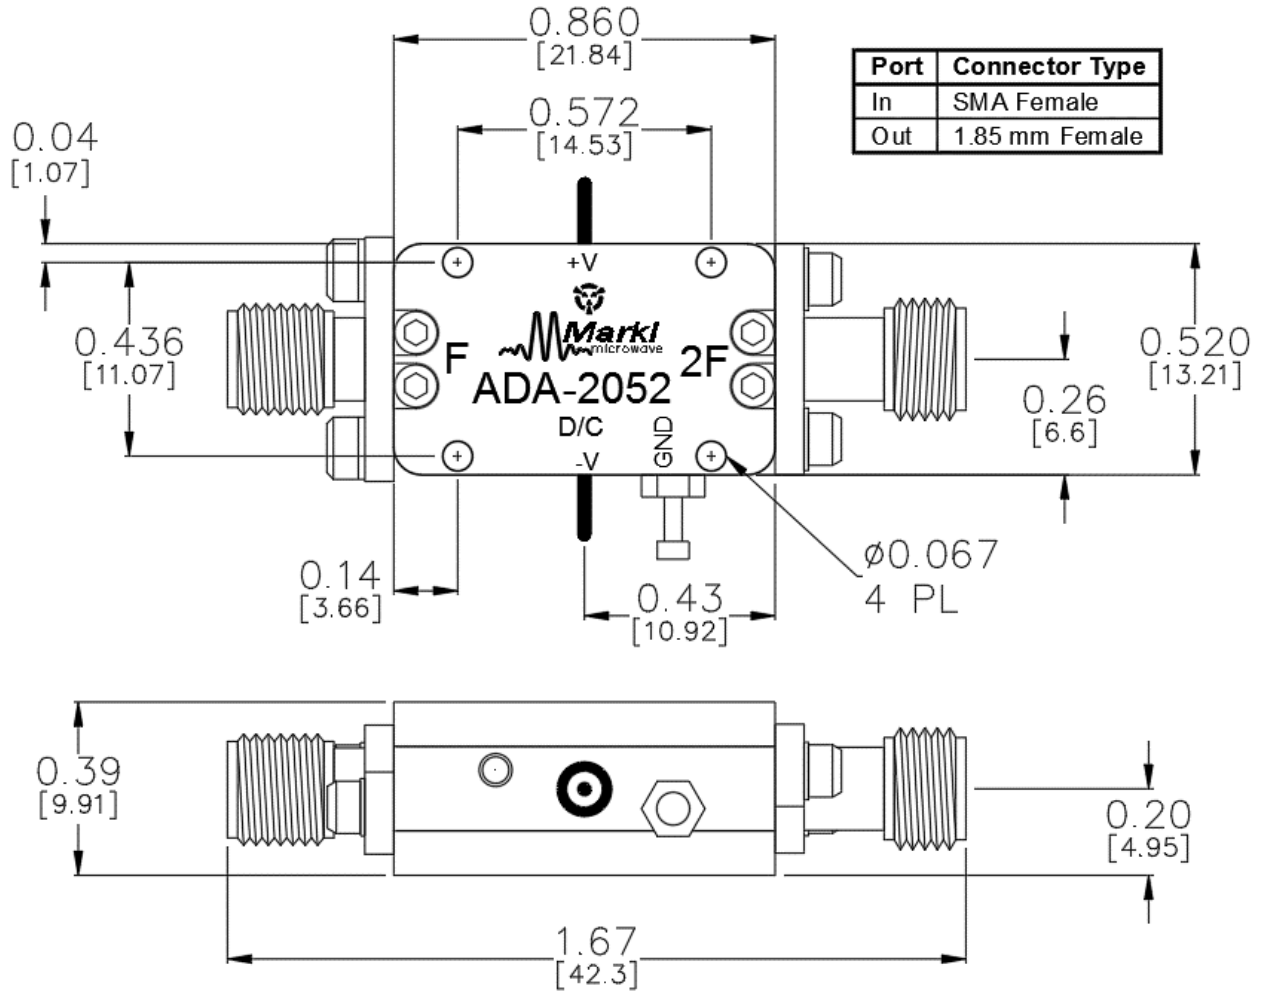 0.860
[21.84]
Port Connector Type
In SMA Female
Out 1.85 mm Female
0.572
[14.53]
0.04
[1.07]
+V
Marki
microwave
F
2F
ADA-2052
D/C
-V
GND
0.436
[11.07]
0.520
[13.21]
0.26
[6.6]
ø0.067
4 PL
0.14
[3.66]
0.43
[10.92]
0.39
[9.91]
0.20
[4.95]
1.67
[42.3]